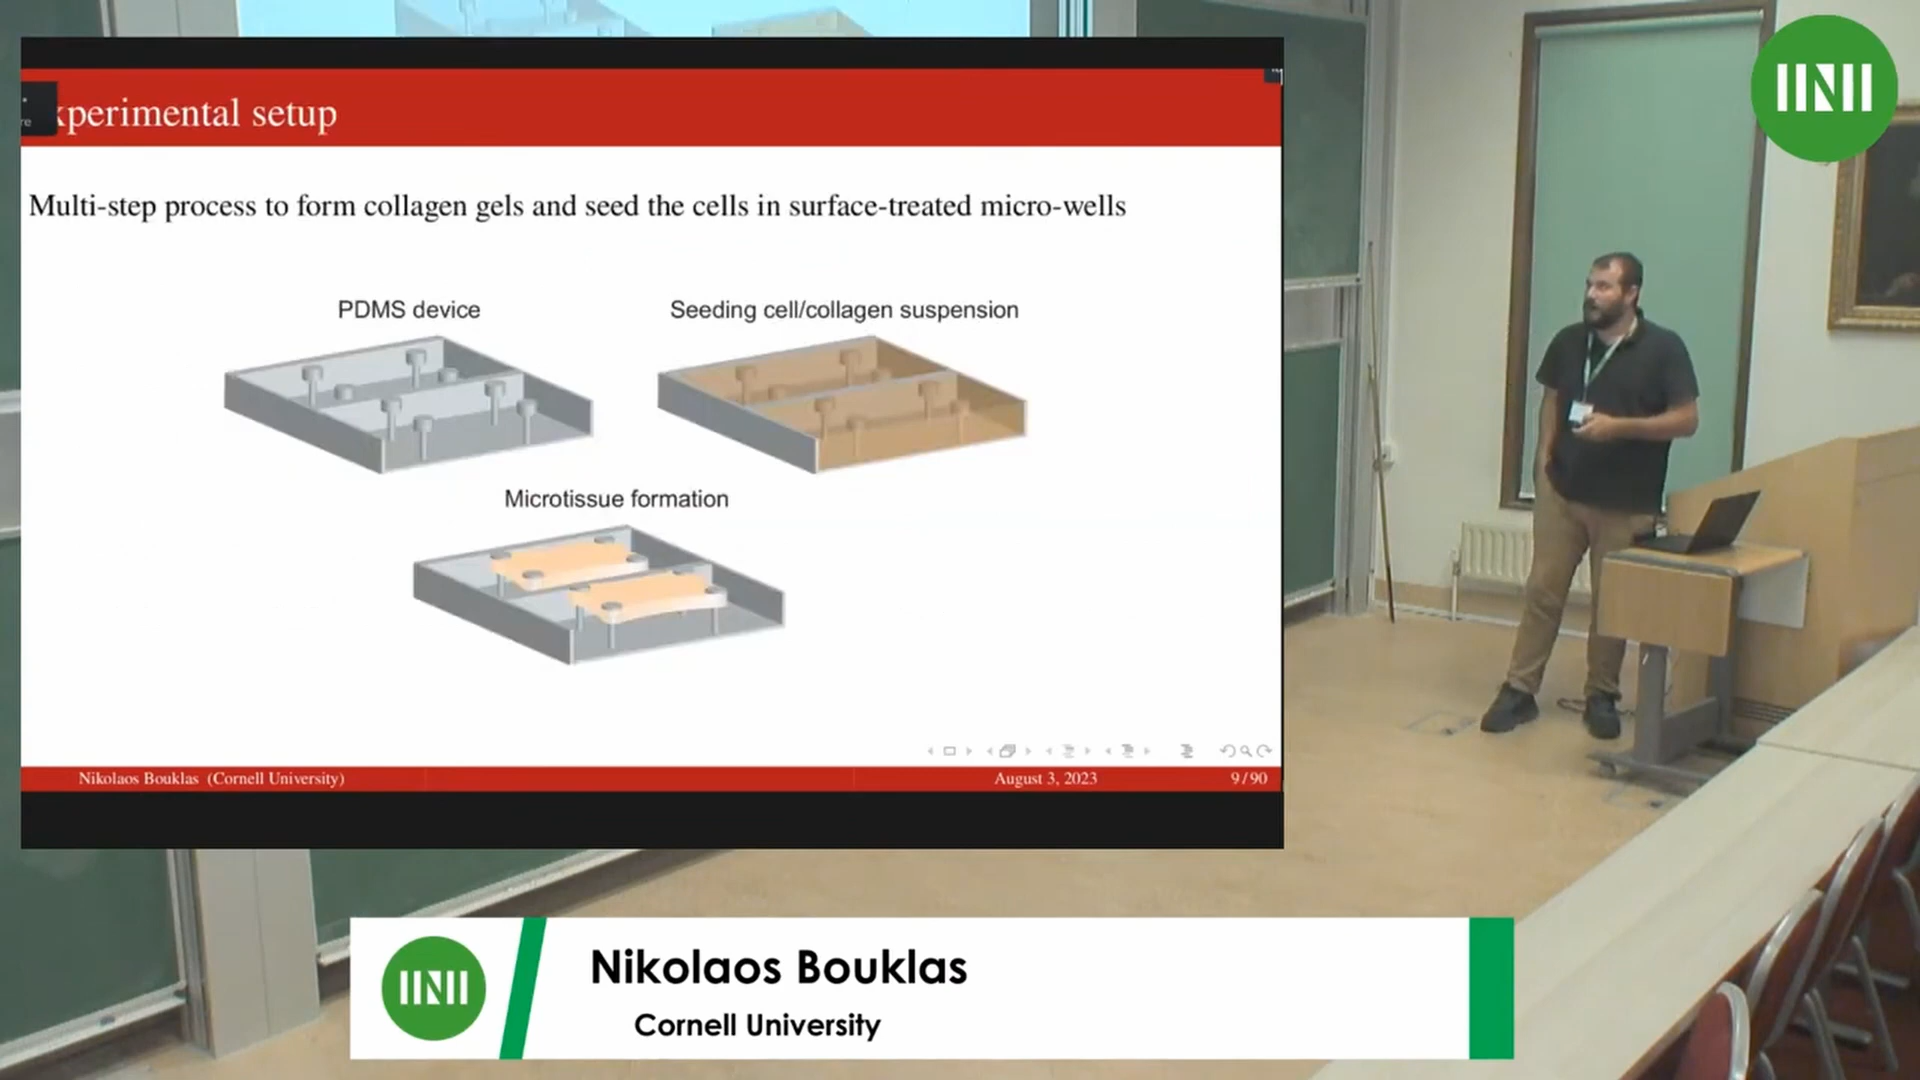 xperimental setup
Multi-step process to form collagen gels and seed the cells in surface-treated micro-wells
PDMS device
Seeding cell/collagen suspension
Microtissue formation
Nikolaos Bouklas (Cornell University)
August 3, 2023
9/90
Nikolaos Bouklas
Cornell University